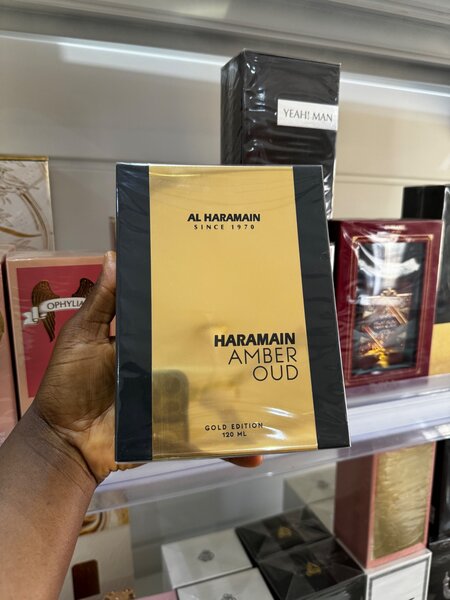 YEAH! MAN
AL HARAMAIN
SINCE 1970
OPHYLIA
HARAMAIN
AMBER
OUD
GOLD EDITION
120 ML